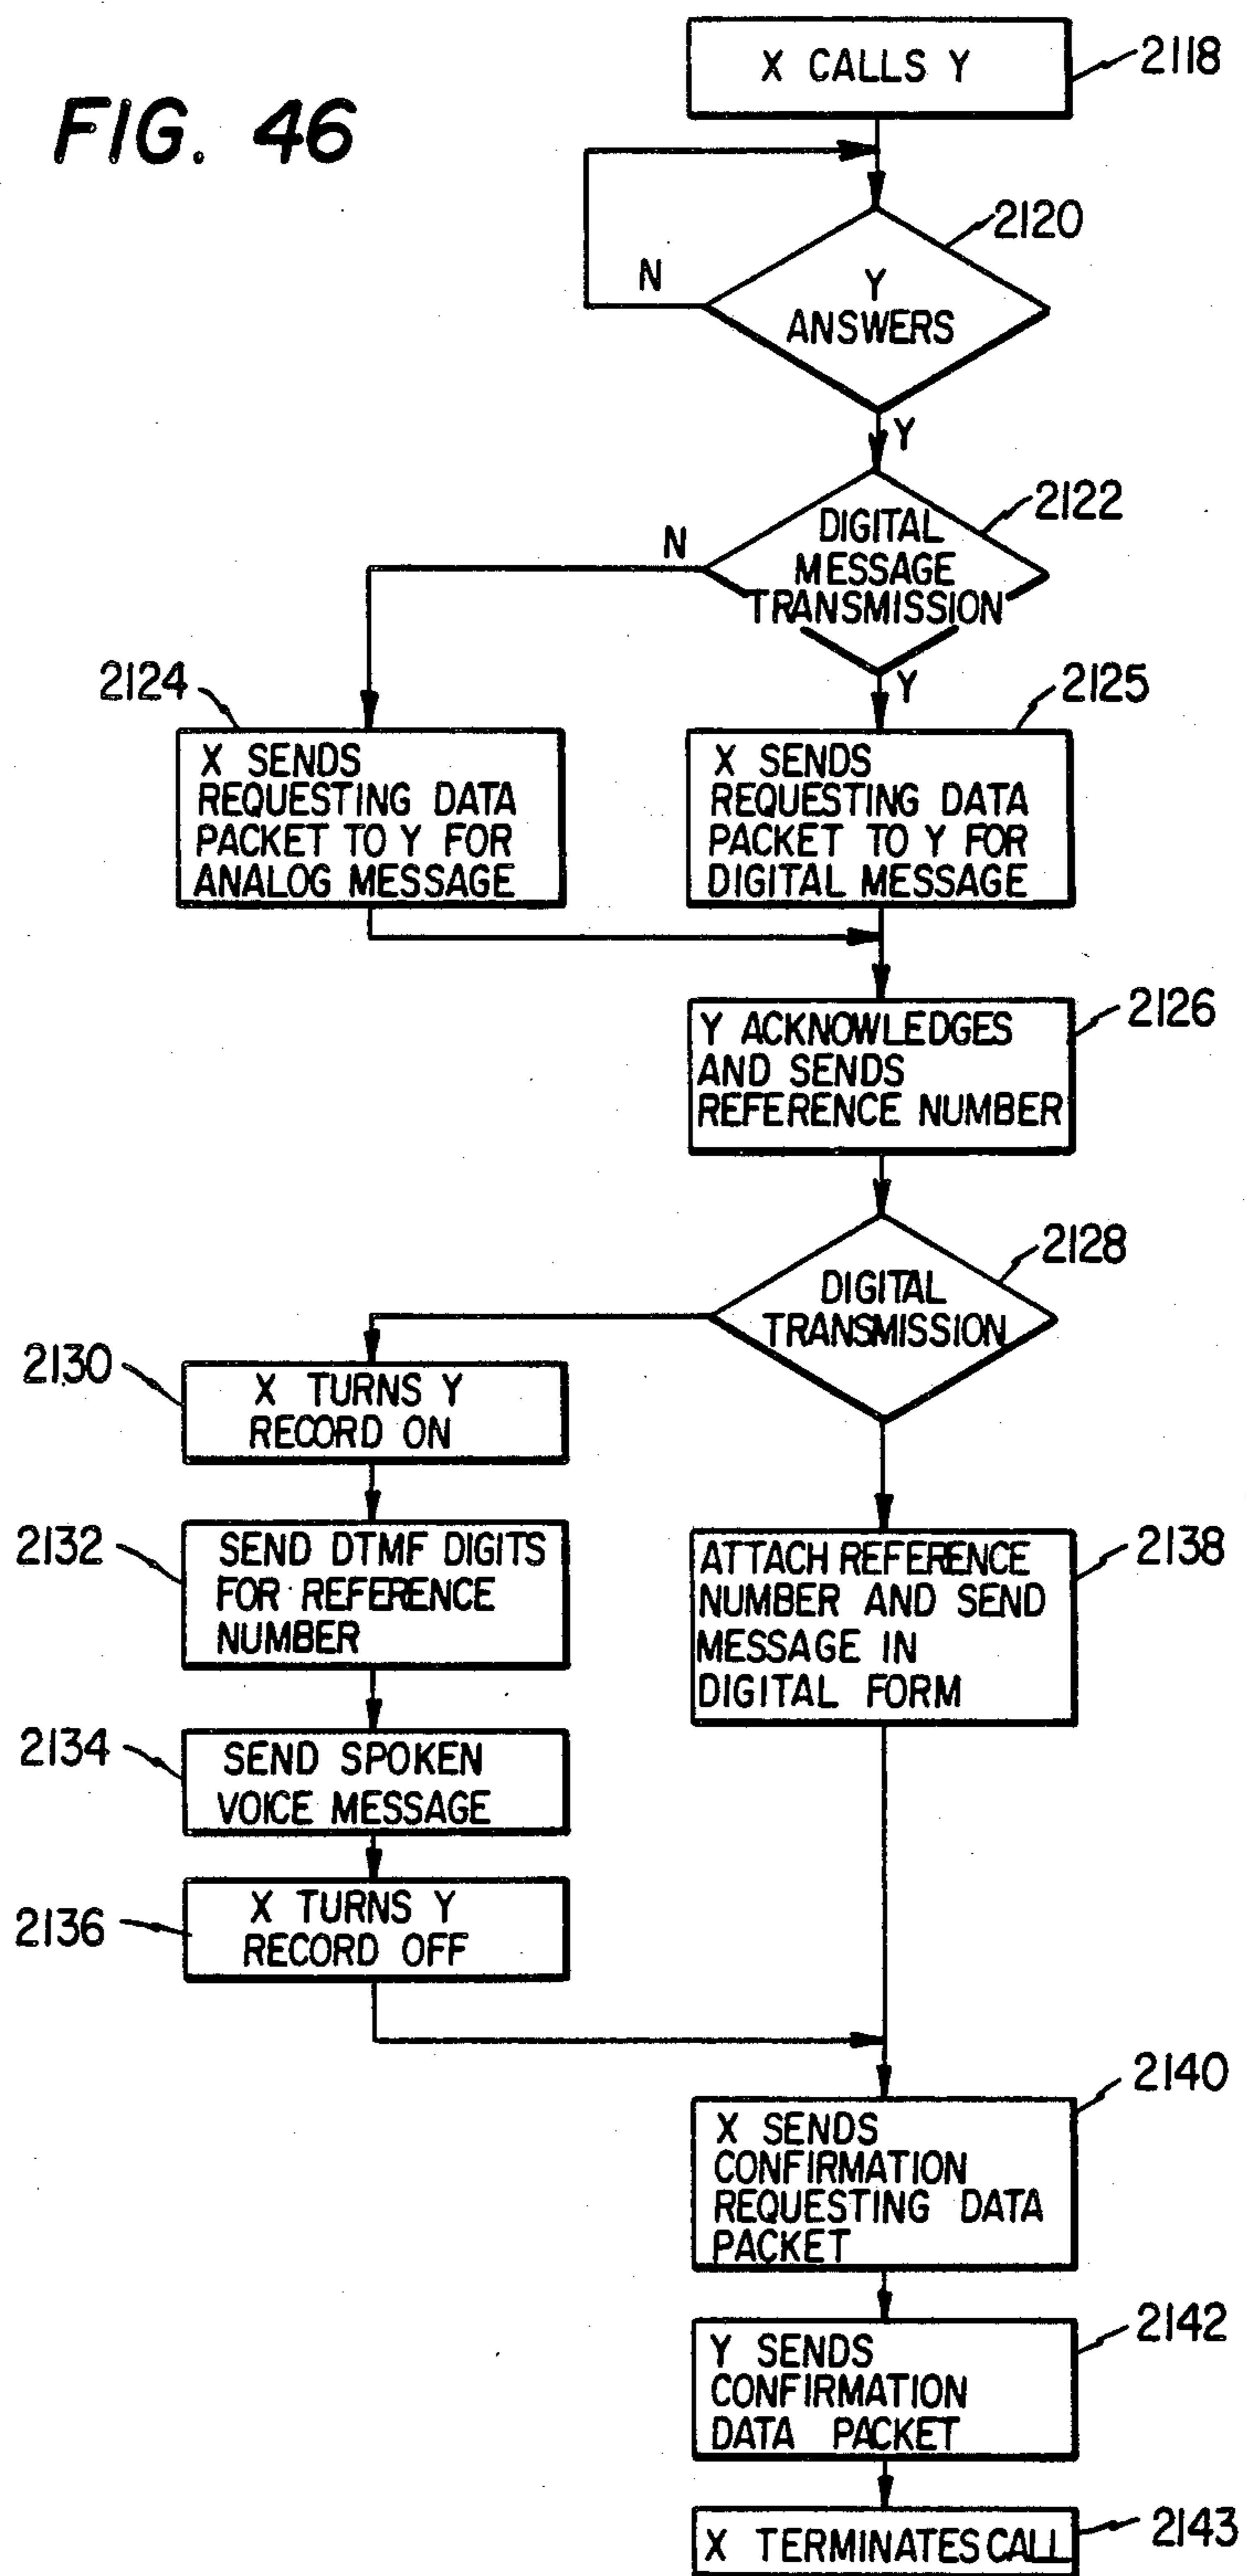 FIG. 46
X CALLS Y
2118
2120
N
Y
ANSWERS
Y
2122
N
DIGITAL
MESSAGE
TRANSMISSION
Y
2124
X SENDS
REQUESTING DATA
PACKET TO Y FOR
ANALOG MESSAGE
2125
X SENDS
REQUESTING DATA
PACKET TO Y FOR
DIGITAL MESSAGE
2126
Y ACKNOWLEDGES
AND SENDS
REFERENCE NUMBER
2128
DIGITAL
TRANSMISSION
2130
X TURNS Y
RECORD ON
2132
SEND DTMF DIGITS
FOR REFERENCE
NUMBER
2138
ATTACH REFERENCE
NUMBER AND SEND
MESSAGE IN
DIGITAL FORM
2134
SEND SPOKEN
VOICE MESSAGE
2136
X TURNS Y
RECORD OFF
2140
X SENDS
CONFIRMATION
REQUESTING DATA
PACKET
2142
Y SENDS
CONFIRMATION
DATA PACKET
2143
X TERMINATES CALL